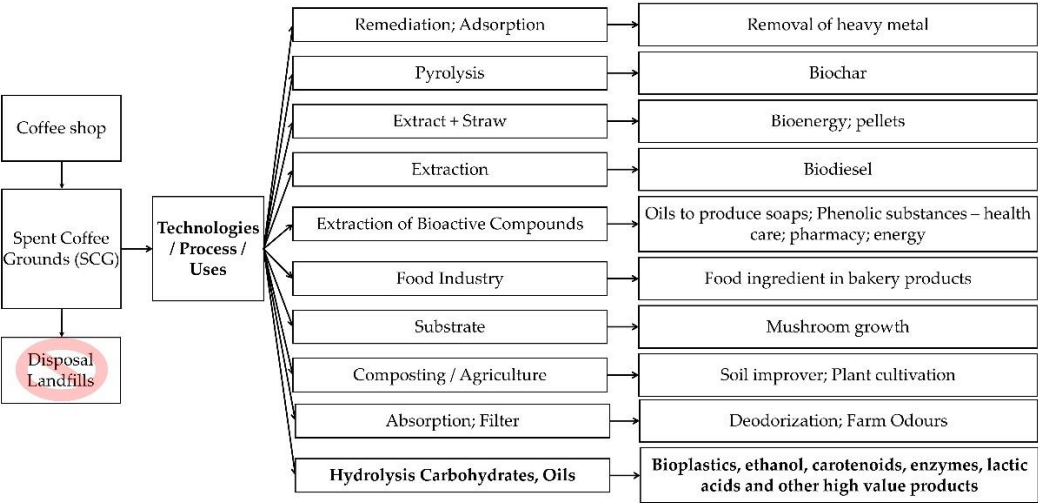 Coffee shop
Spent Coffee
Grounds (SCG)
Disposal
Landfills
Technologies
/ Process /
Uses
Remediation; Adsorption
Removal of heavy metal
Pyrolysis
Biochar
Extract + Straw
Bioenergy; pellets
Extraction
Biodiesel
Extraction of Bioactive Compounds
Oils to produce soaps; Phenolic substances – health
care; pharmacy; energy
Food Industry
Food ingredient in bakery products
Substrate
Mushroom growth
Composting / Agriculture
Soil improver; Plant cultivation
Absorption; Filter
Deodorization; Farm Odours
Hydrolysis Carbohydrates, Oils
Bioplastics, ethanol, carotenoids, enzymes, lactic
acids and other high value products